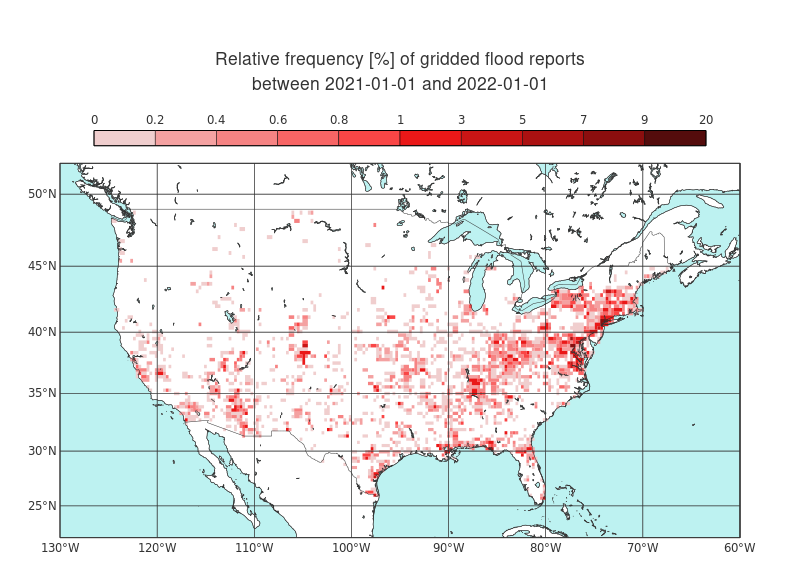 Relative frequency [%] of gridded flood reports
between 2021-01-01 and 2022-01-01
0 0.2 0.4 0.6 0.8 1 3 5 7 9 20
50°N
45°N
40°N
35°N
30°N
25°N
130°W 120°W 110°W 100°W 90°W 80°W 70°W 60°W